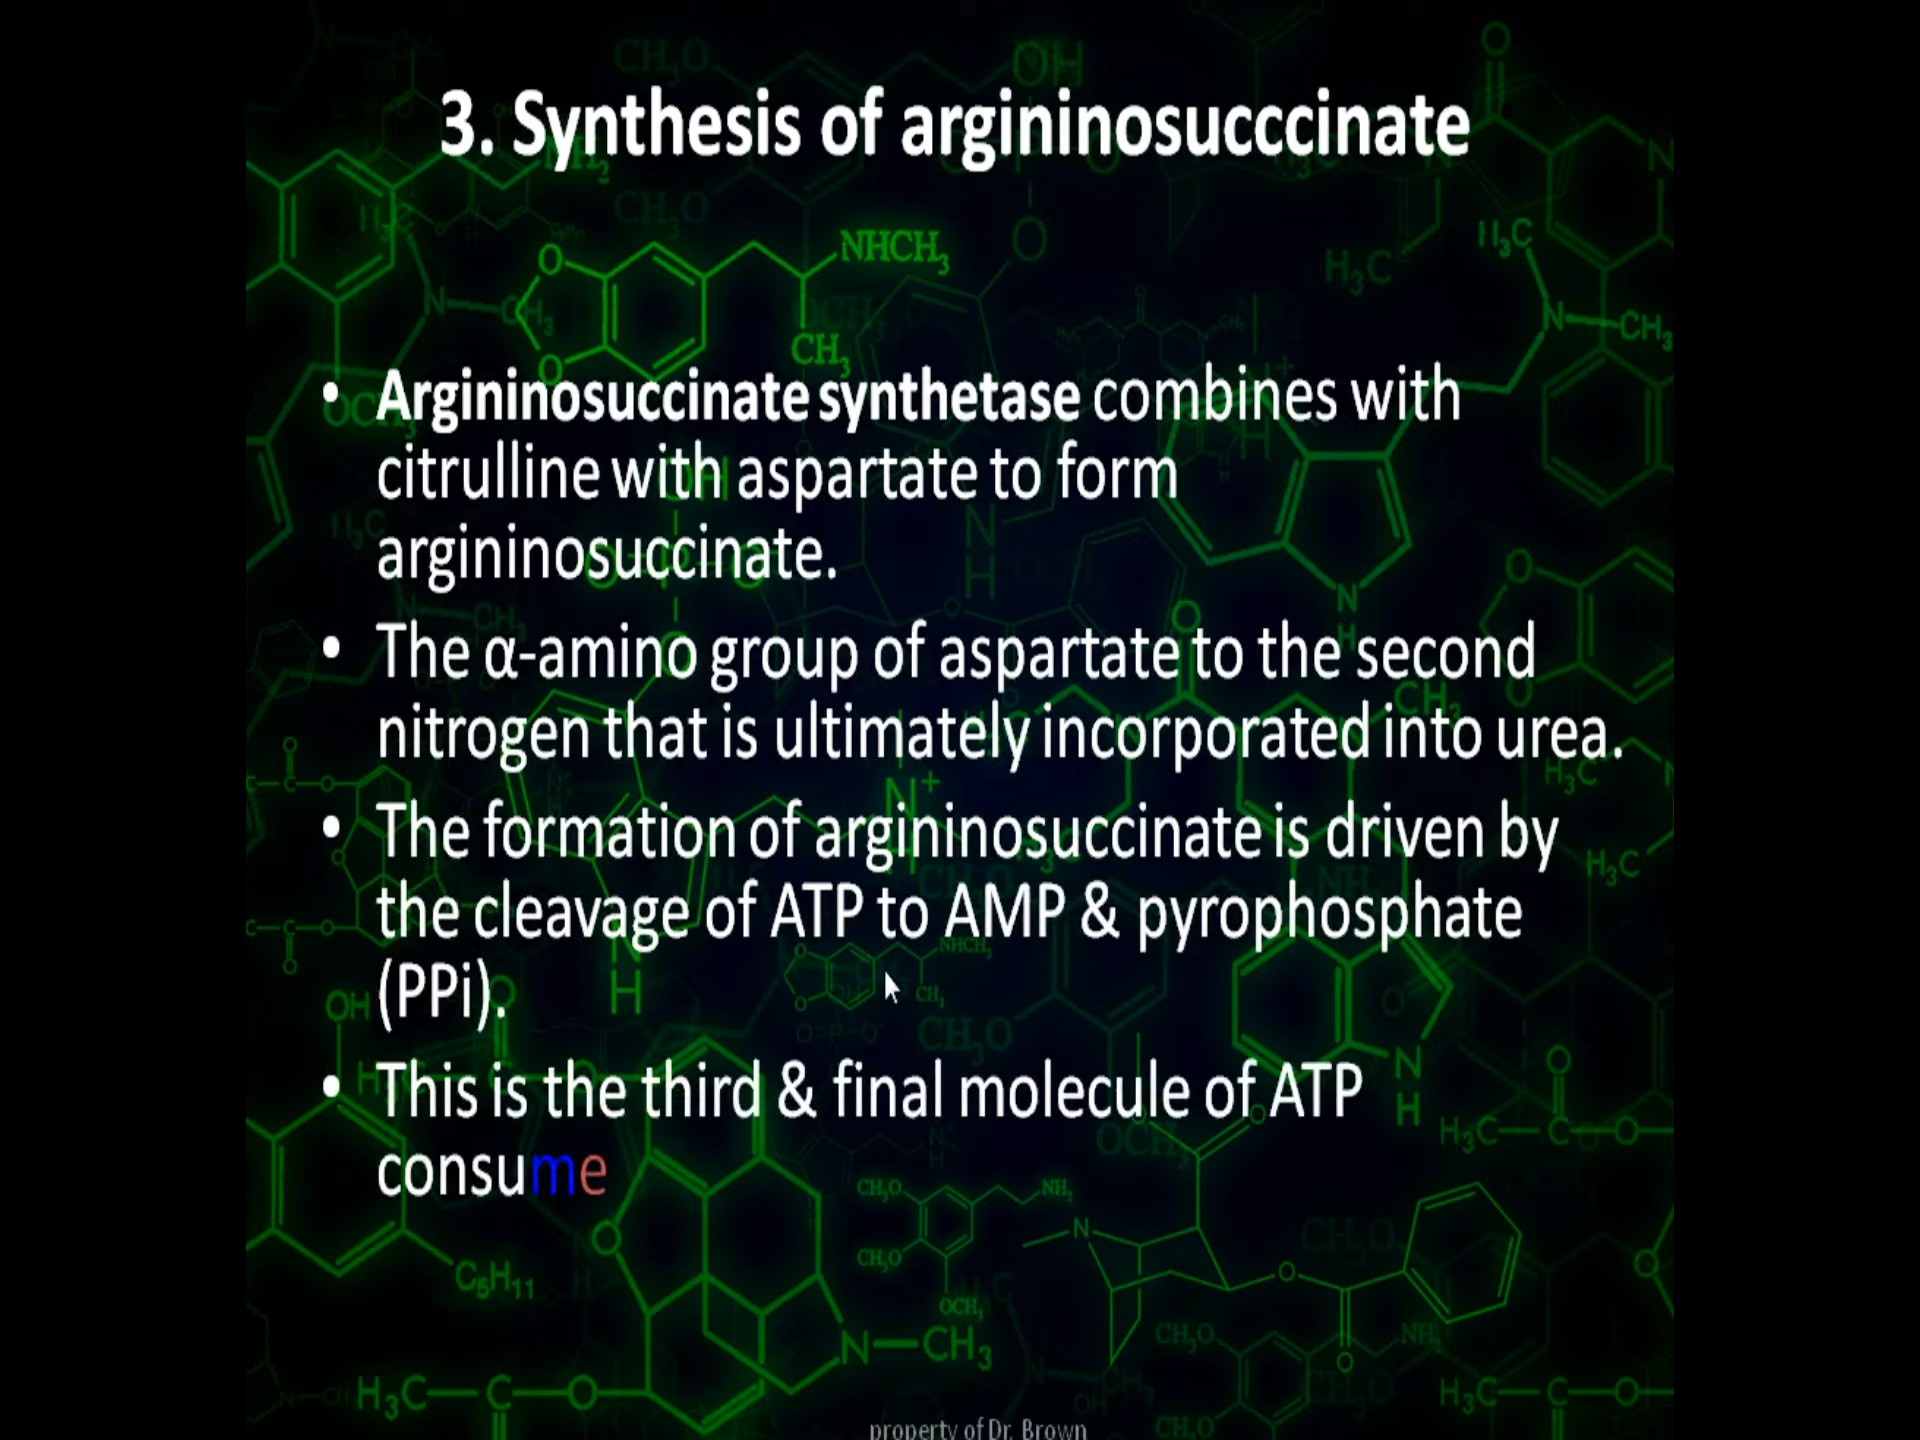 3. Synthesis of argininosucccinate
• Argininosuccinate synthetase combines with
citrulline with aspartate to form
argininosuccinate.
• The α-amino group of aspartate to the second
nitrogen that is ultimately incorporated into urea.
• The formation of argininosuccinate is driven by
the cleavage of ATP to AMP & pyrophosphate
(PPi).
• This is the third & final molecule of ATP
consume
property of Dr. Brown